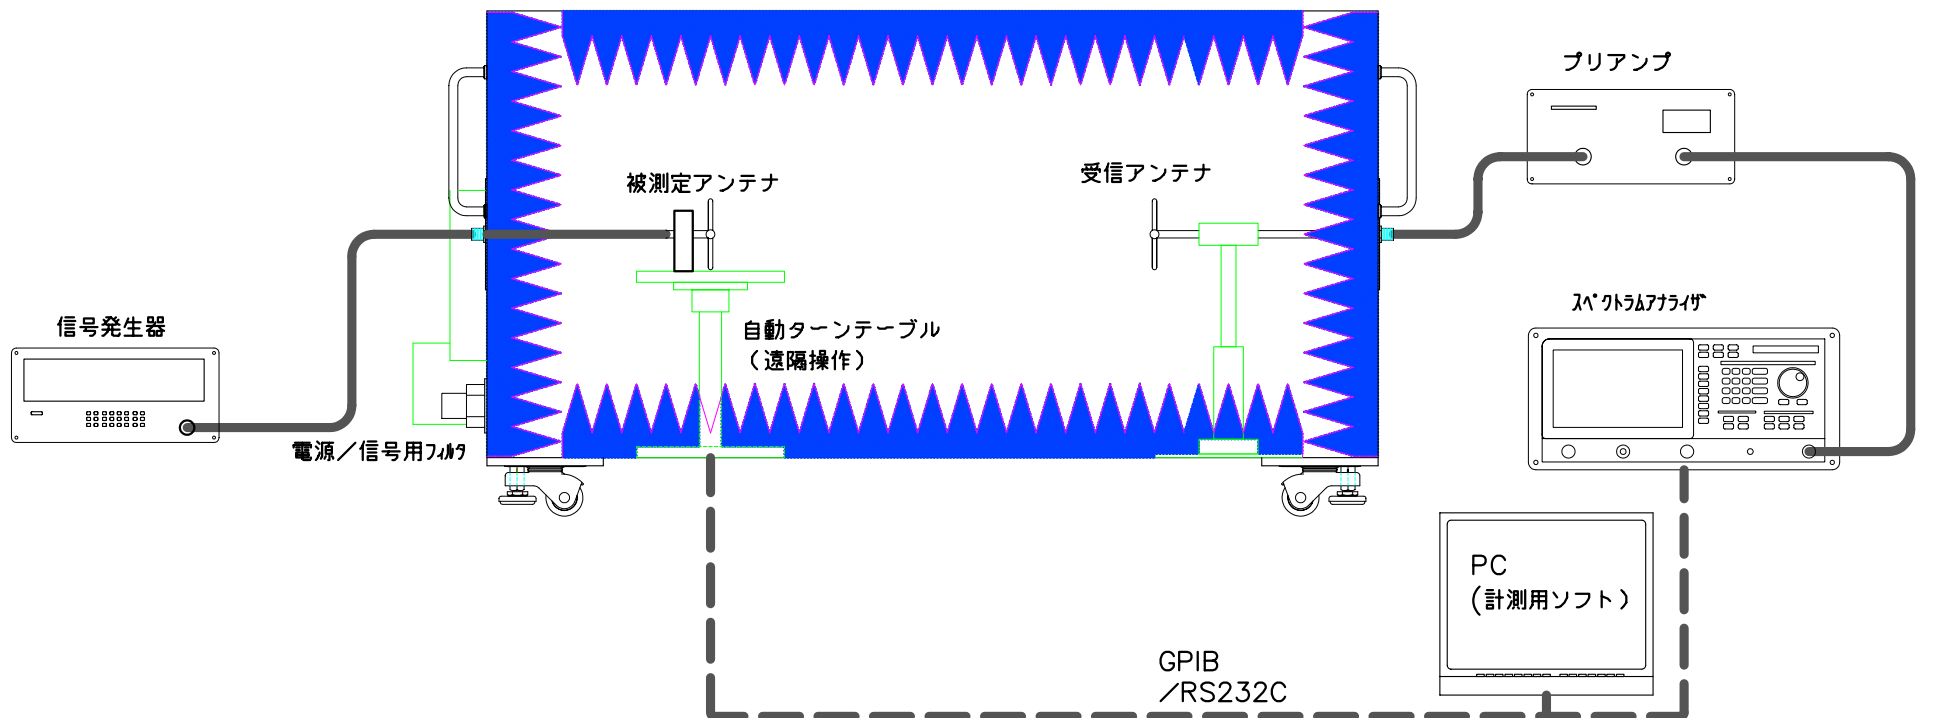 プリアンプ
被測定アンテナ
受信アンテナ
スペクトラムアナライザ
信号発生器
自動ターンテーブル
(遠隔操作)
電源/信号用フィルタ
PC
(計測用ソフト)
GPIB
/RS232C